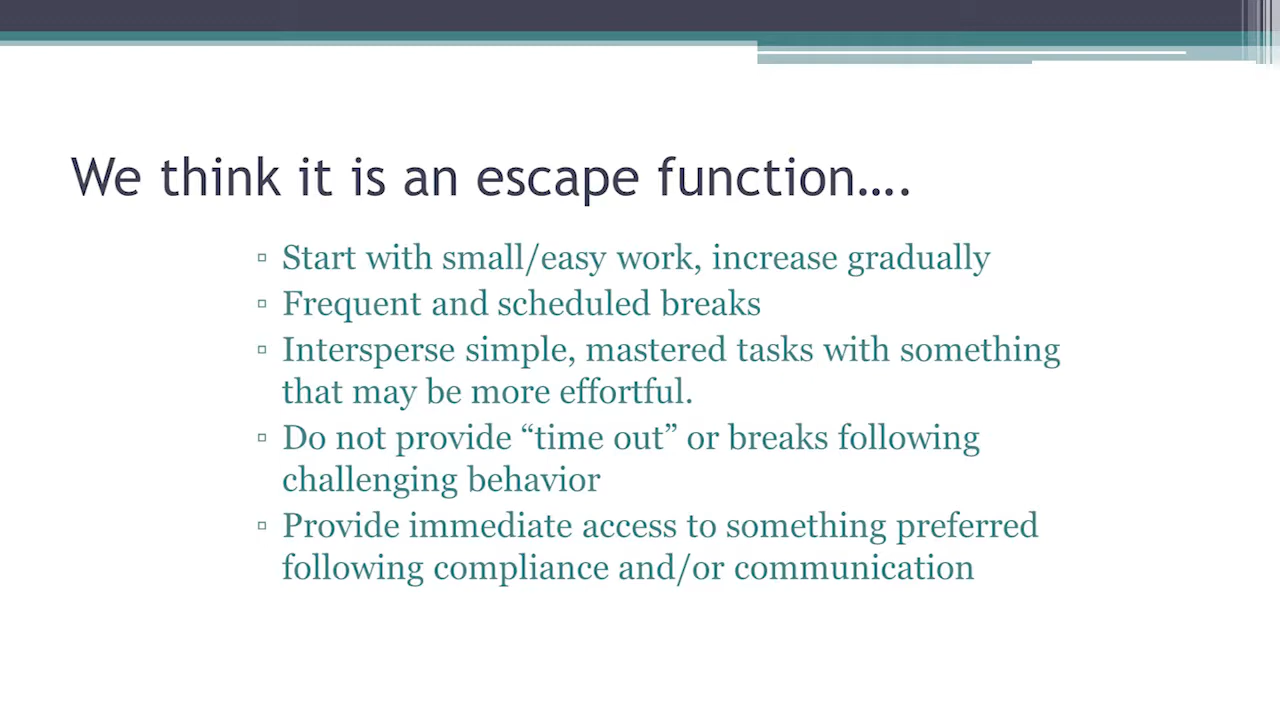 We think it is an escape function….
▫ Start with small/easy work, increase gradually
▫ Frequent and scheduled breaks
▫ Intersperse simple, mastered tasks with something
that may be more effortful.
▫ Do not provide “time out” or breaks following
challenging behavior
▫ Provide immediate access to something preferred
following compliance and/or communication